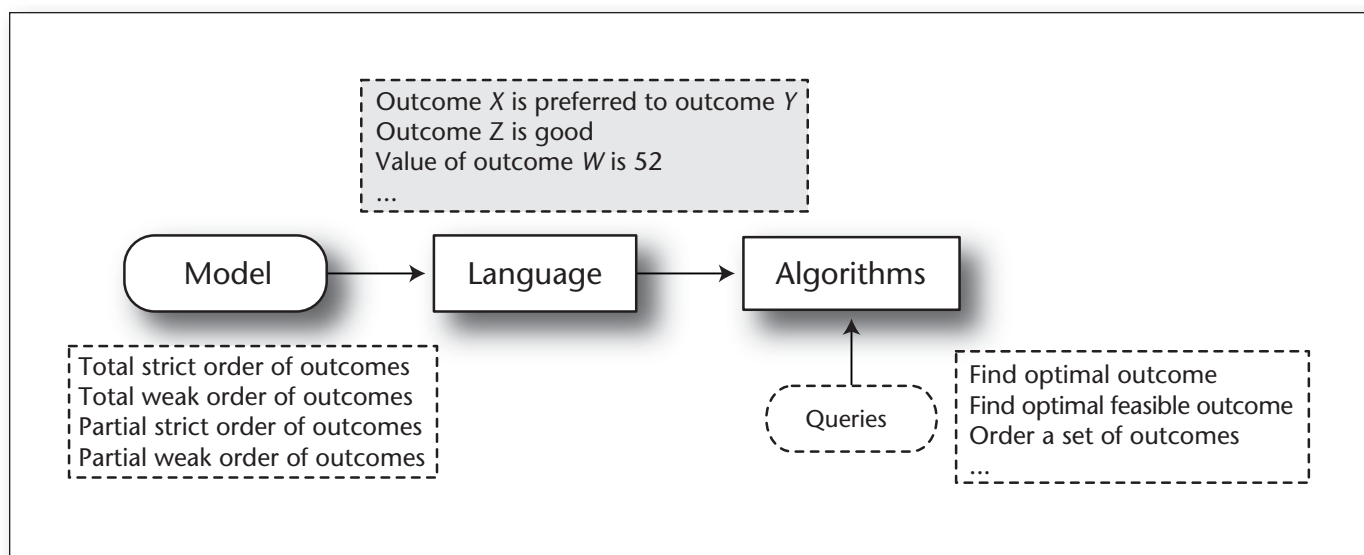 Outcome X is preferred to outcome Y
Outcome Z is good
Value of outcome W is 52
...
Model
Language
Algorithms
Total strict order of outcomes
Total weak order of outcomes
Partial strict order of outcomes
Partial weak order of outcomes
Queries
Find optimal outcome
Find optimal feasible outcome
Order a set of outcomes
...